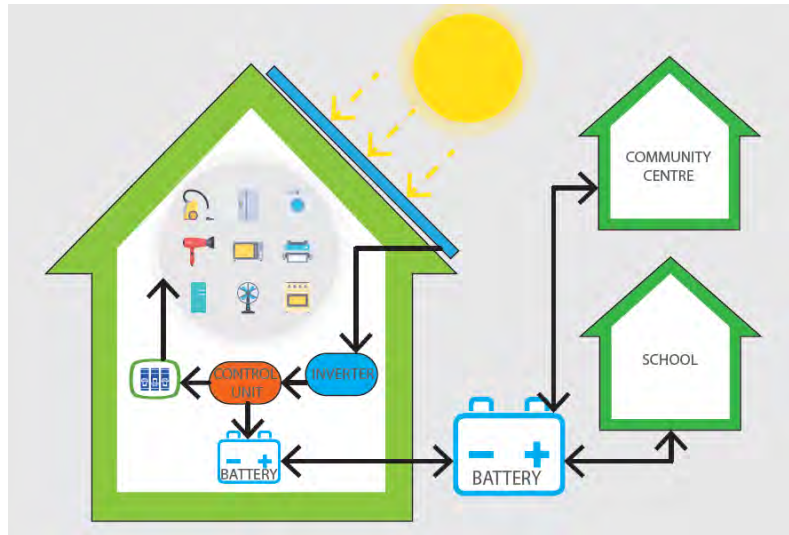 COMMUNITY
CENTRE
SCHOOL
CONTROL
UNIT
INVERTER
BATTERY
BATTERY